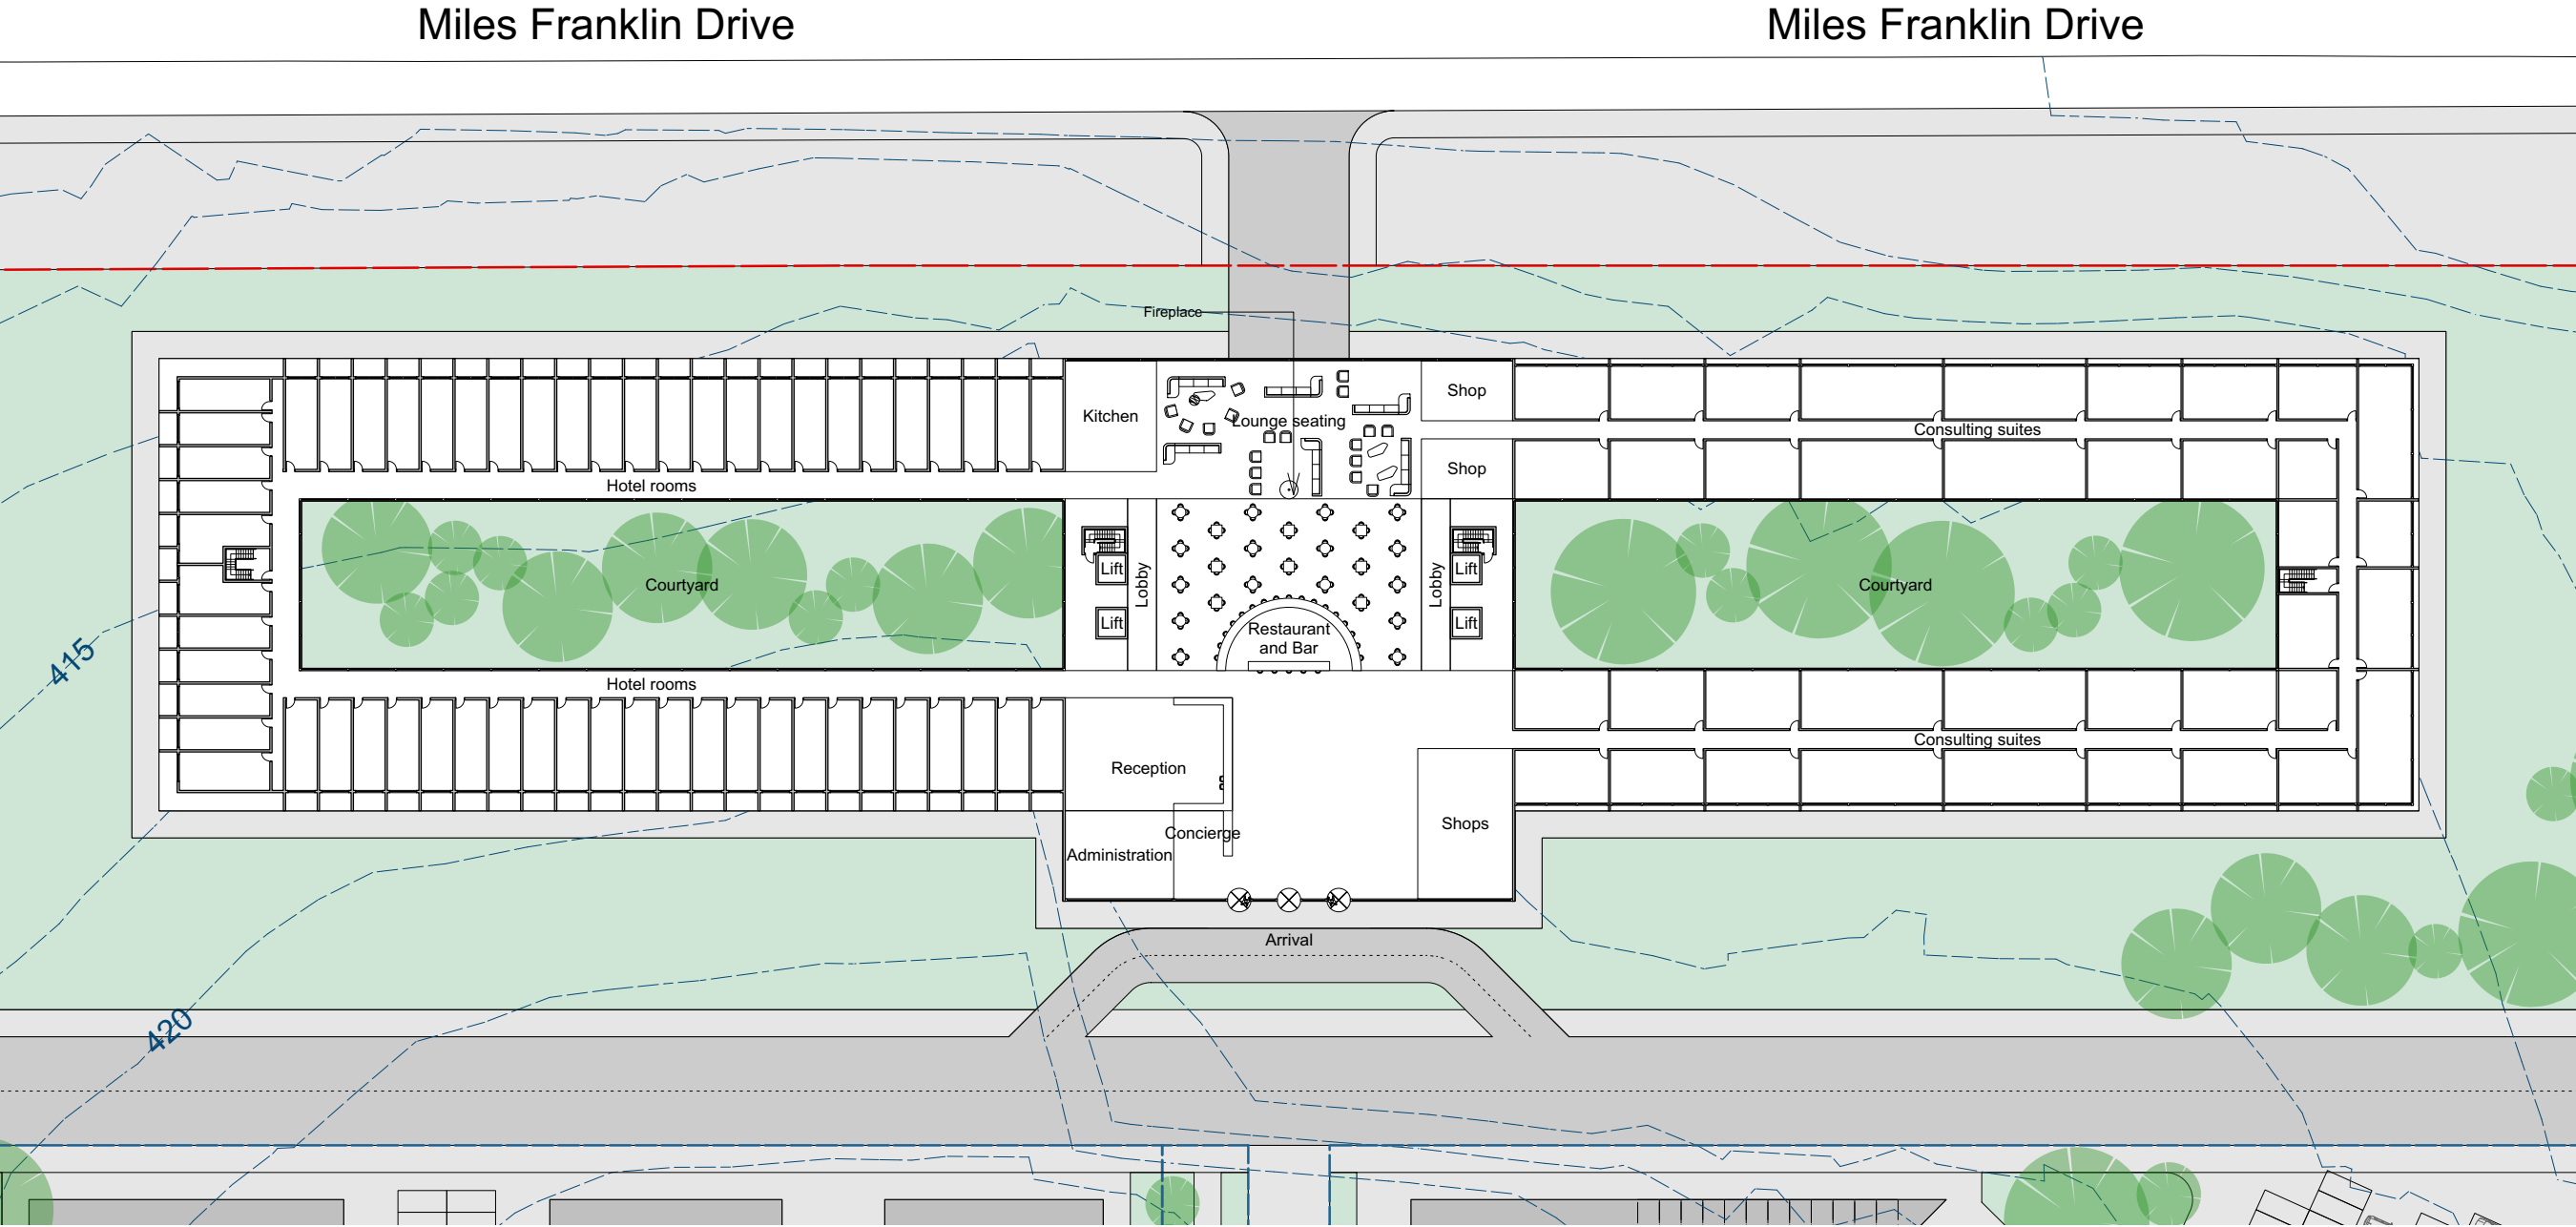 Miles Franklin Drive
Miles Franklin Drive
Fireplace
Shop
Kitchen
Lounge seating
Consulting suites
Shop
Hotel rooms
Lift
Lobby
Lobby
Lift
Courtyard
Courtyard
Lift
Lift
Restaurant
and Bar
415
Hotel rooms
Consulting suites
Reception
Shops
Concierge
Administration
Arrival
420